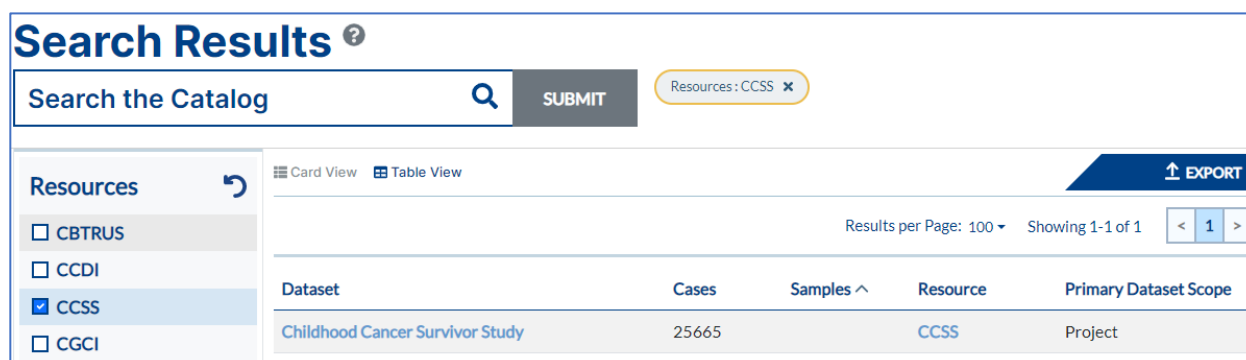 Search Results ?
Search the Catalog SUBMIT Resources : CCSS ×
Resources
CBTRUS
CCDI
CCSS
CGCI
Card View Table View EXPORT
Results per Page: 100 Showing 1-1 of 1 < 1 >
Dataset Cases Samples Resource Primary Dataset Scope
Childhood Cancer Survivor Study 25665 CCSS Project